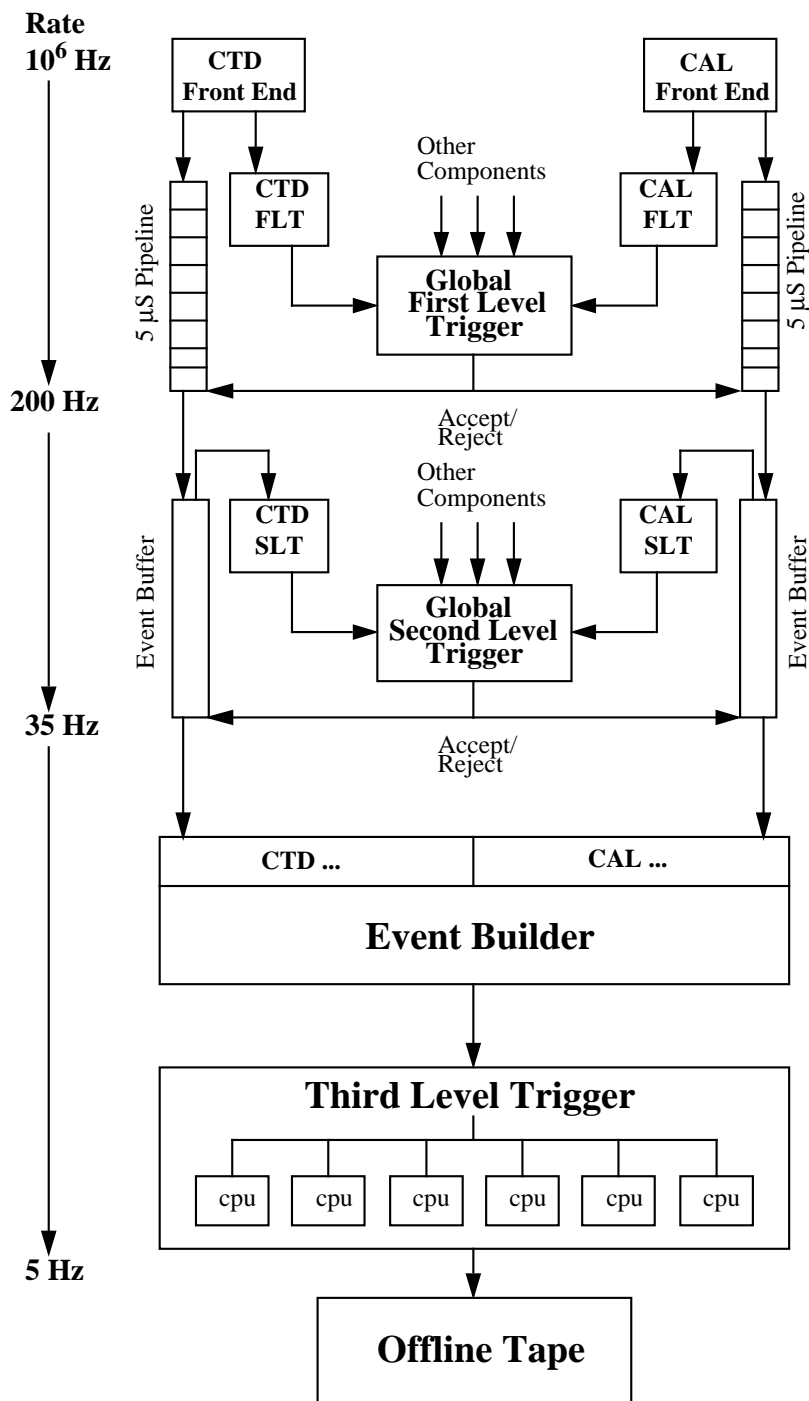 Rate
10⁶ Hz
CTD
Front End
CAL
Front End
Other
Components
CTD
FLT
CAL
FLT
5 μS Pipeline
5 μS Pipeline
Global
First Level
Trigger
200 Hz
Accept/
Reject
Other
Components
CTD
SLT
CAL
SLT
Event Buffer
Event Buffer
Global
Second Level
Trigger
35 Hz
Accept/
Reject
CTD ...
CAL ...
Event Builder
Third Level Trigger
cpu
cpu
cpu
cpu
cpu
cpu
5 Hz
Offline Tape